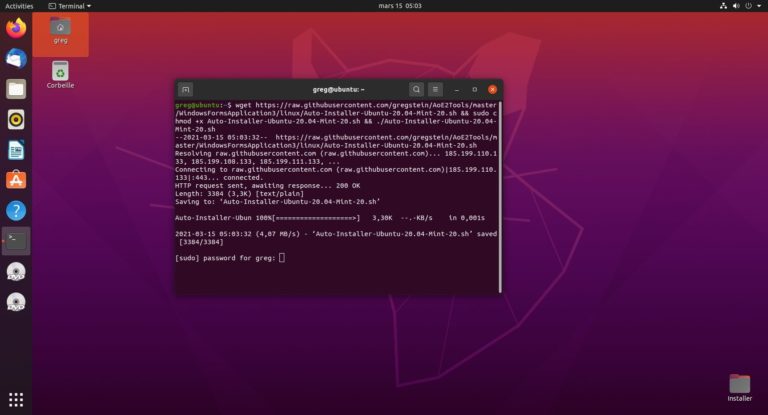 Activities
Terminal
mars 15 05:03
greg
Corbeille
greg@ubuntu: ~
greg@ubuntu:~$ wget https://raw.githubusercontent.com/gregstein/AoE2Tools/master
/WindowsFormsApplication3/linux/Auto-Installer-Ubuntu-20.04-Mint-20.sh && sudo c
hmod +x Auto-Installer-Ubuntu-20.04-Mint-20.sh && ./Auto-Installer-Ubuntu-20.04-
Mint-20.sh
--2021-03-15 05:03:32-- https://raw.githubusercontent.com/gregstein/AoE2Tools/m
aster/WindowsFormsApplication3/linux/Auto-Installer-Ubuntu-20.04-Mint-20.sh
Resolving raw.githubusercontent.com (raw.githubusercontent.com)... 185.199.110.1
33, 185.199.108.133, 185.199.111.133, ...
Connecting to raw.githubusercontent.com (raw.githubusercontent.com)|185.199.110.
133|:443... connected.
HTTP request sent, awaiting response... 200 OK
Length: 3384 (3,3K) [text/plain]
Saving to: ‘Auto-Installer-Ubuntu-20.04-Mint-20.sh’
Auto-Installer-Ubun 100%[===================>] 3,30K --.-KB/s in 0,001s
2021-03-15 05:03:32 (4,07 MB/s) - ‘Auto-Installer-Ubuntu-20.04-Mint-20.sh’ saved
[3384/3384]
[sudo] password for greg:
Installer